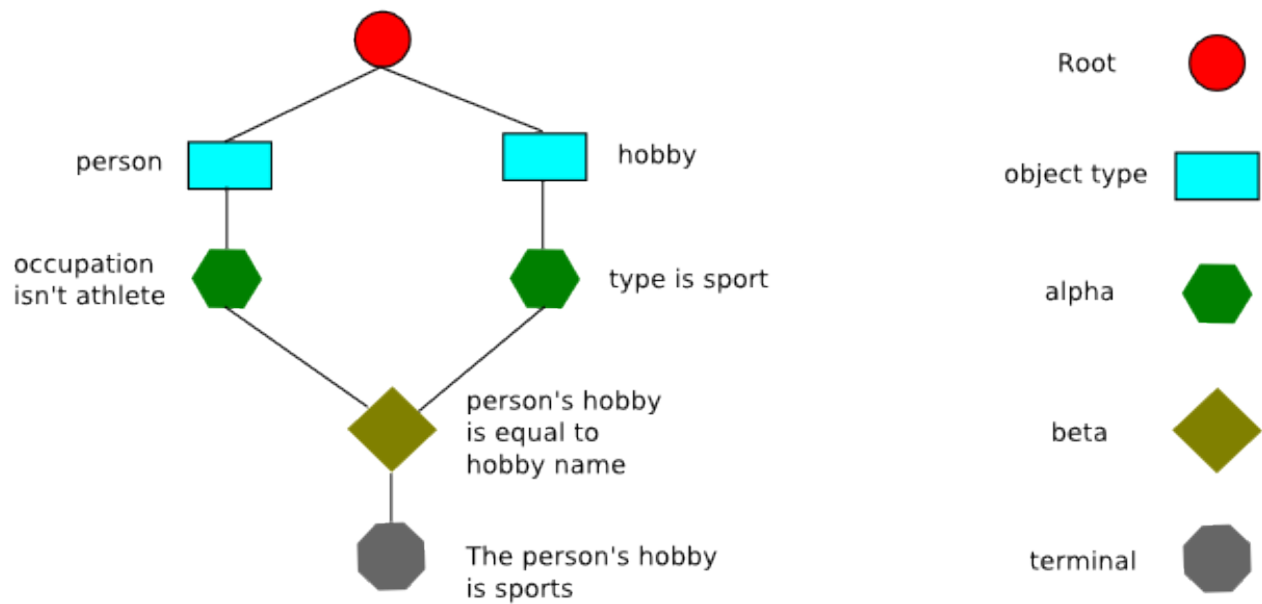 person
hobby
occupation
isn't athlete
type is sport
person's hobby
is equal to
hobby name
The person's hobby
is sports
Root
object type
alpha
beta
terminal